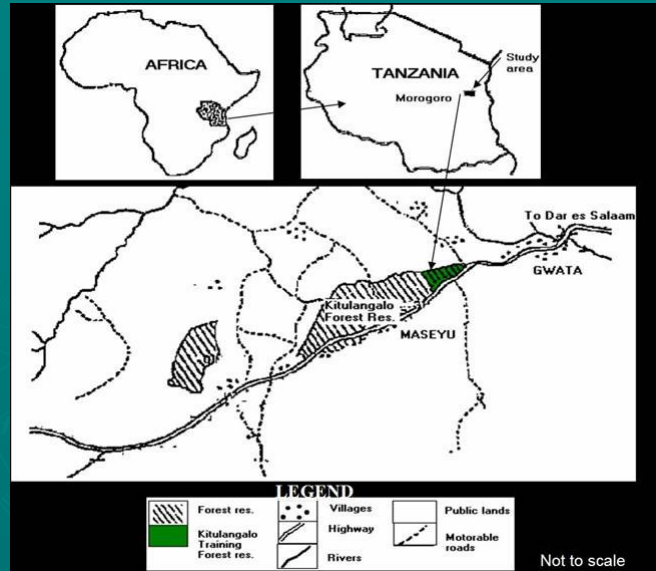 AFRICA
TANZANIA
Study
area
Morogoro
To Dar es Salaam
GWATA
Kitulangalo
Forest Res.
MASEYU
LEGEND
Forest res.
Kitulangalo
Training
Forest res.
Villages
Highway
Rivers
Public lands
Motorable
roads
Not to scale